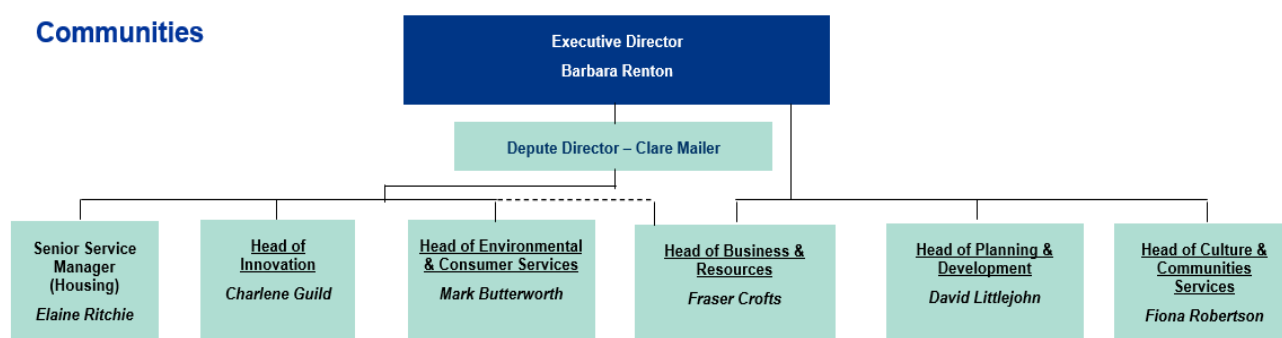 Communities
Executive Director
Barbara Renton
Depute Director – Clare Mailer
Senior Service
Manager
(Housing)
Elaine Ritchie
Head of
Innovation
Charlene Guild
Head of Environmental
& Consumer Services
Mark Butterworth
Head of Business &
Resources
Fraser Crofts
Head of Planning &
Development
David Littlejohn
Head of Culture &
Communities
Services
Fiona Robertson